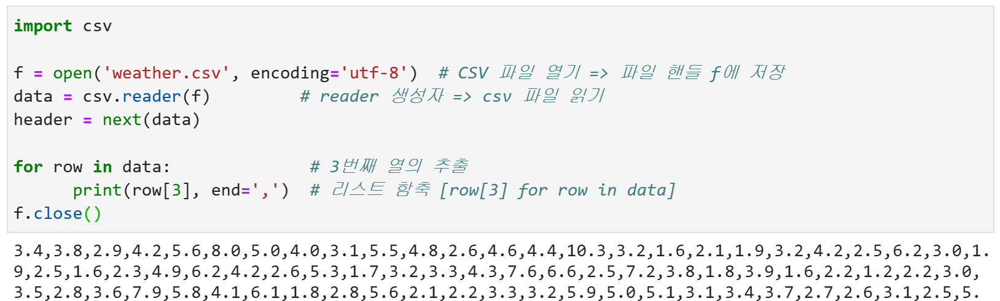 import csv
f = open('weather.csv', encoding='utf-8')  # CSV 파일 열기 => 파일 핸들 f에 저장
data = csv.reader(f)         # reader 생성자 => csv 파일 읽기
header = next(data)
for row in data:              # 3번째 열의 추출
      print(row[3], end=',')  # 리스트 함축 [row[3] for row in data]
f.close()
3.4,3.8,2.9,4.2,5.6,8.0,5.0,4.0,3.1,5.5,4.8,2.6,4.6,4.4,10.3,3.2,1.6,2.1,1.9,3.2,4.2,2.5,6.2,3.0,1.
9,2.5,1.6,2.3,4.9,6.2,4.2,2.6,5.3,1.7,3.2,3.3,4.3,7.6,6.6,2.5,7.2,3.8,1.8,3.9,1.6,2.2,1.2,2.2,3.0,
3.5,2.8,3.6,7.9,5.8,4.1,6.1,1.8,2.8,5.6,2.1,2.2,3.3,3.2,5.9,5.0,5.1,3.1,3.4,3.7,2.7,2.6,3.1,2.5,5.